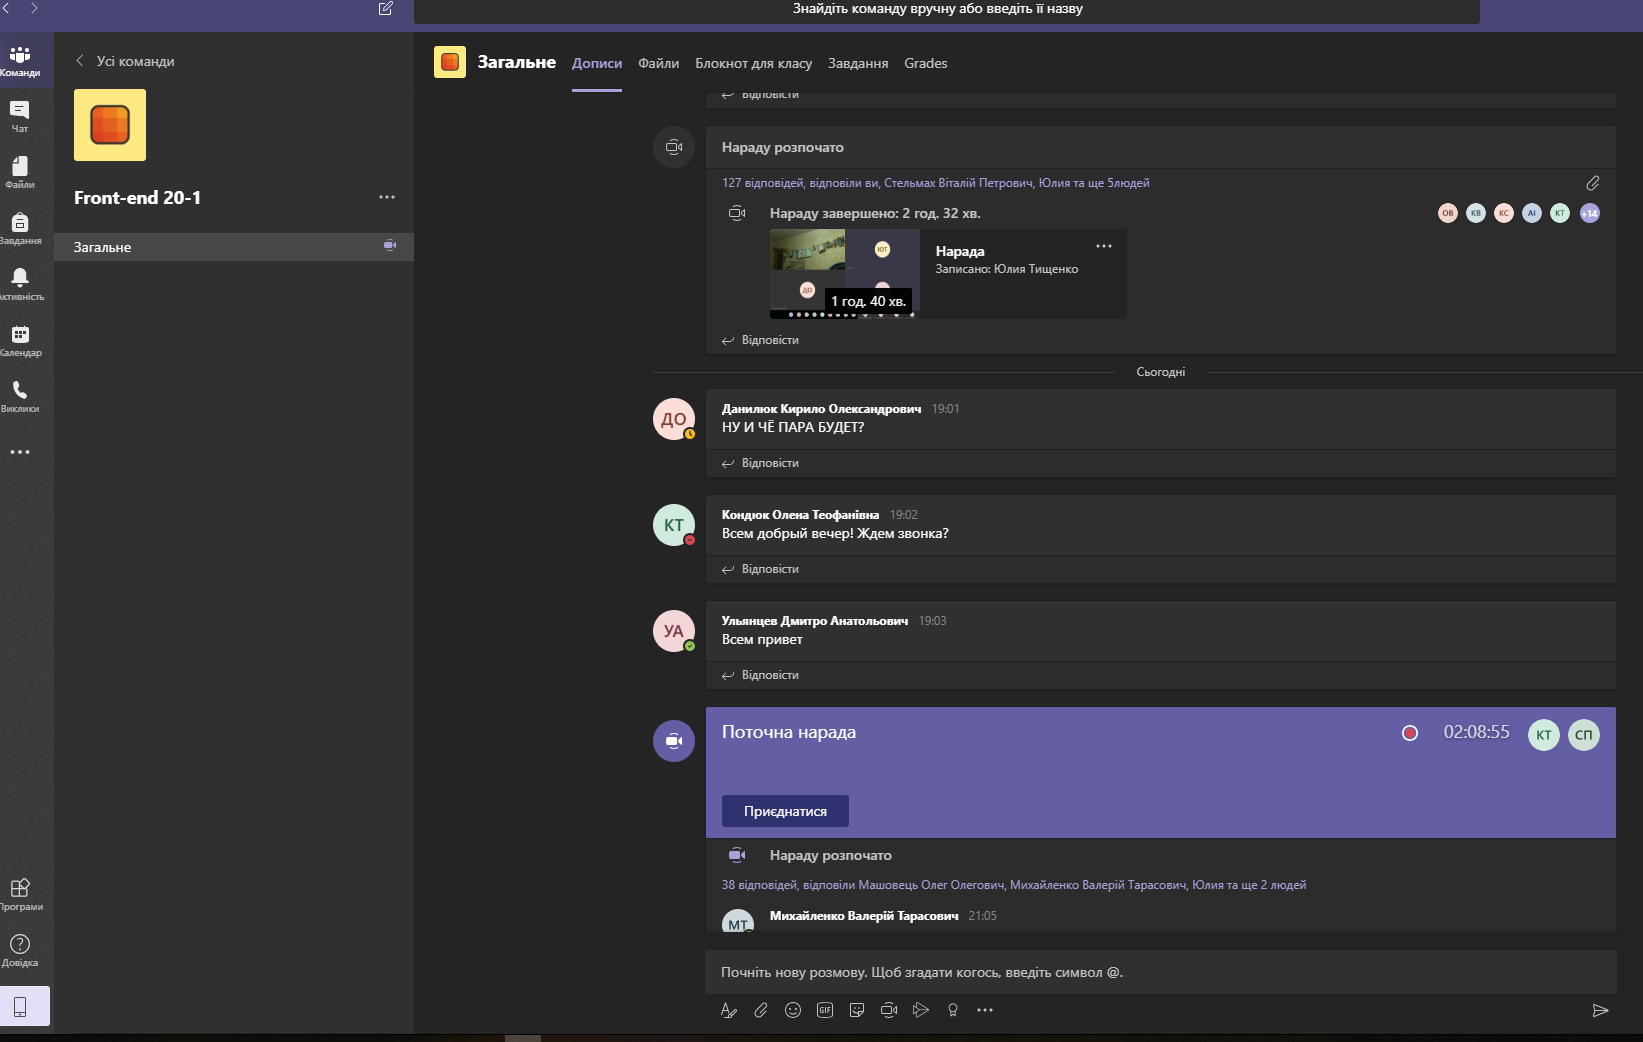 Знайдіть команду вручну або введіть її назву
Команди
Чат
Файли
Завдання
Активність
Календар
Виклики
Програми
Довідка
Усі команди
Front-end 20-1
Загальне
Загальне
Дописи
Файли
Блокнот для класу
Завдання
Grades
Відповісти
Нараду розпочато
127 відповідей, відповіли ви, Стельмах Віталій Петрович, Юлия та ще 5людей
Нараду завершено: 2 год. 32 хв.
ОВ КВ КС АІ КТ +14
ЮТ
ДО
1 год. 40 хв.
Нарада
Записано: Юлия Тищенко
Відповісти
Сьогодні
ДО
Данилюк Кирило Олександрович 19:01
НУ И ЧЁ ПАРА БУДЕТ?
Відповісти
КТ
Кондюк Олена Теофанівна 19:02
Всем добрый вечер! Ждем звонка?
Відповісти
УА
Ульянцев Дмитро Анатольович 19:03
Всем привет
Відповісти
Поточна нарада
02:08:55
КТ СП
Приєднатися
Нараду розпочато
38 відповідей, відповіли Машовець Олег Олегович, Михайленко Валерій Тарасович, Юлия та ще 2 людей
МТ
Михайленко Валерій Тарасович 21:05
Почніть нову розмову. Щоб згадати когось, введіть символ @.
GIF